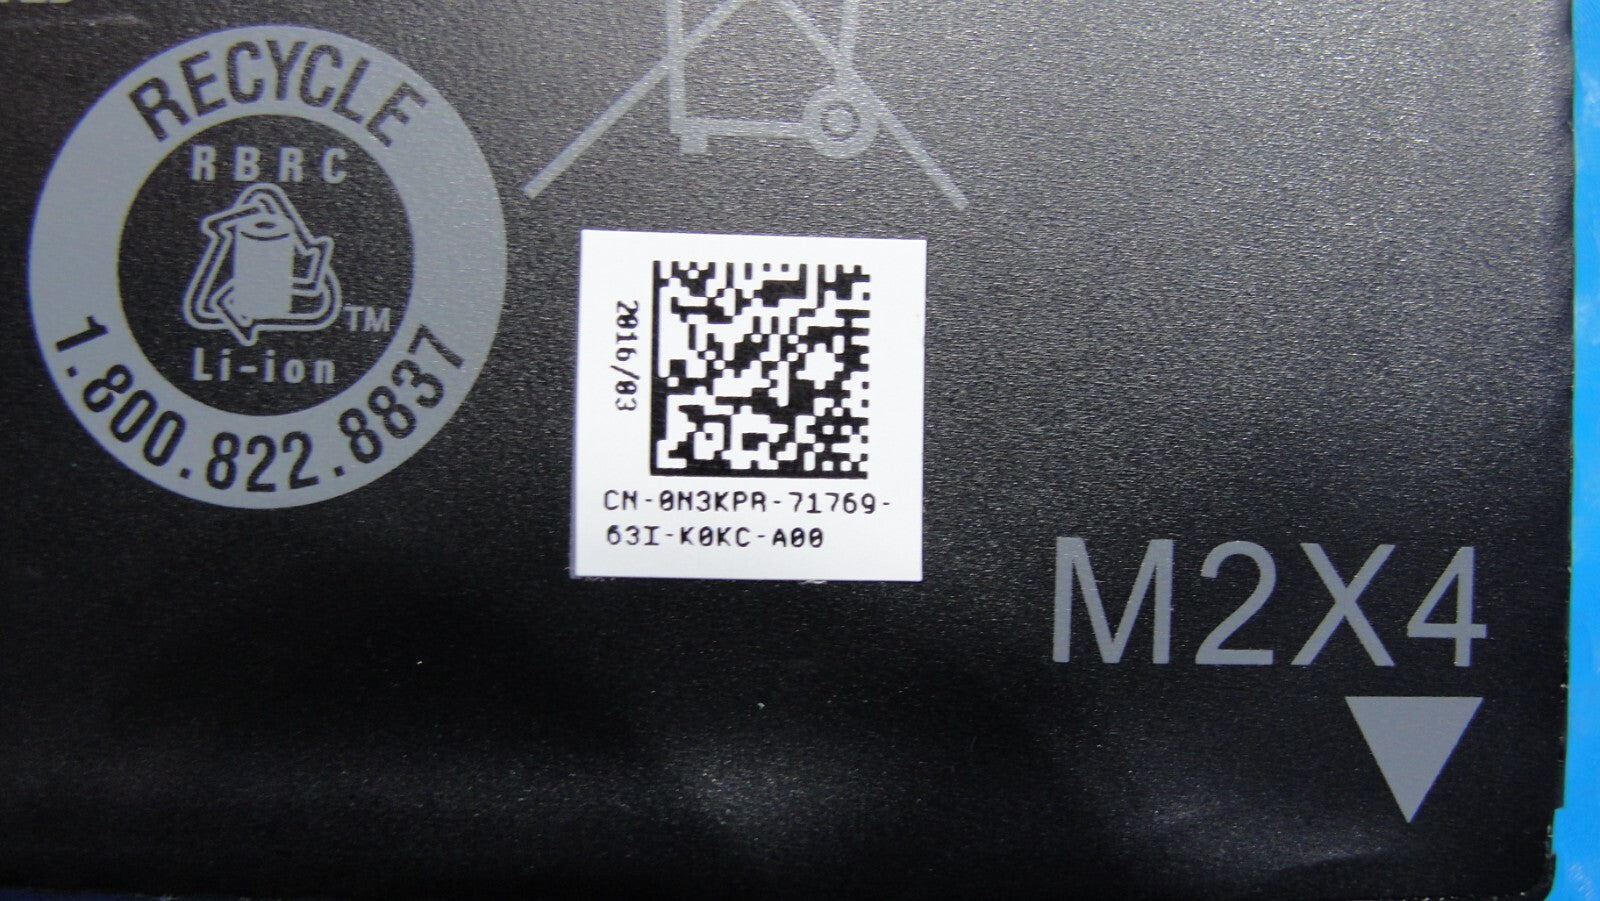 RECYCLE
RBRC
TM
Li-ion
1.800.822.8837
2016/03
CN-0N3KPR-71769-
63I-K0KC-A00
M2X4